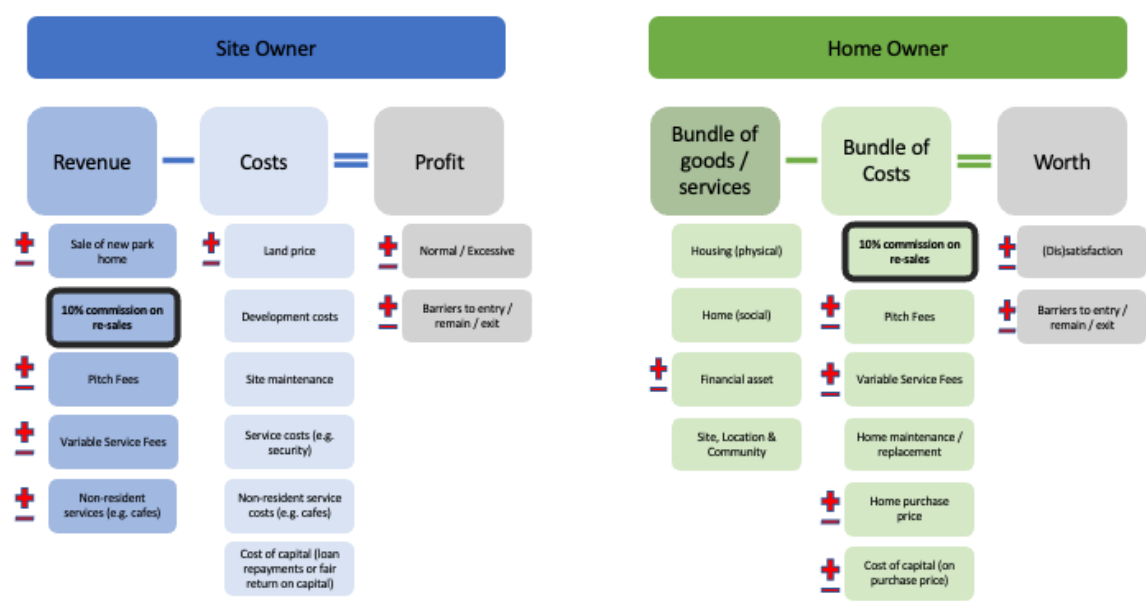 Site Owner
Home Owner
Revenue
Costs
Profit
Bundle of
goods /
services
Bundle of
Costs
Worth
Sale of new park
home
10% commission on
re-sales
Pitch Fees
Variable Service Fees
Non-resident
services (e.g. cafes)
Land price
Development costs
Site maintenance
Service costs (e.g.
security)
Non-resident service
costs (e.g. cafes)
Cost of capital (loan
repayments or fair
return on capital)
Normal / Excessive
Barriers to entry /
remain / exit
Housing (physical)
Home (social)
Financial asset
Site, Location &
Community
10% commission on
re-sales
Pitch Fees
Variable Service Fees
Home maintenance /
replacement
Home purchase
price
Cost of capital (on
purchase price)
(Dis)satisfaction
Barriers to entry /
remain / exit